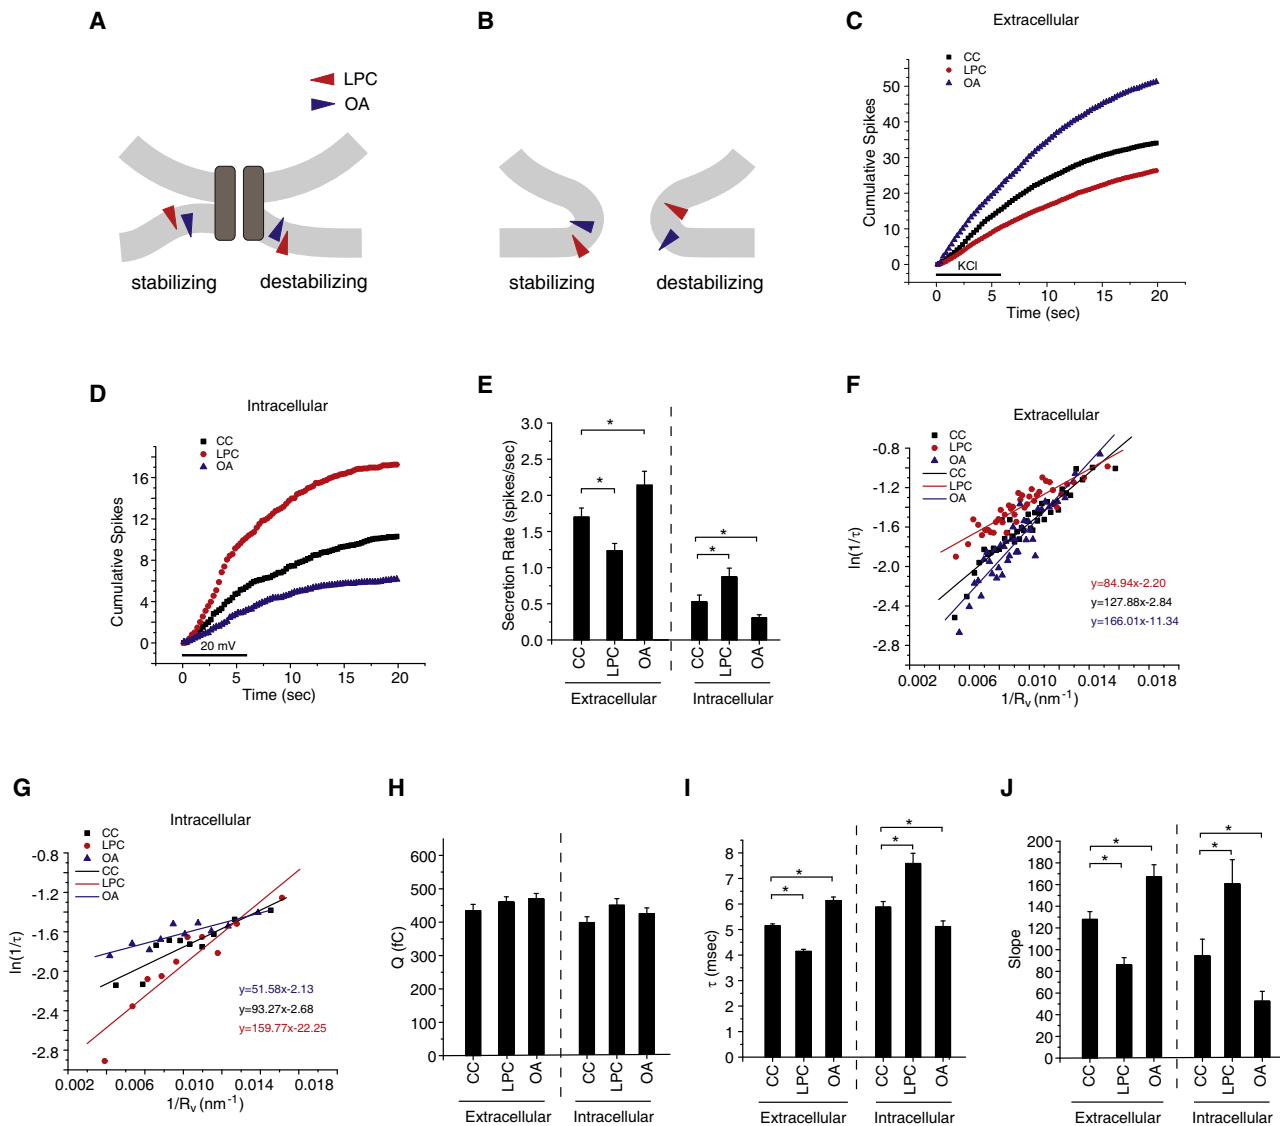 A
LPC
OA
stabilizing
destabilizing
B
stabilizing
destabilizing
C
Extracellular
CC
LPC
OA
Cumulative Spikes
50
40
30
20
10
0
KCl
0 5 10 15 20
Time (sec)
D
Intracellular
CC
LPC
OA
Cumulative Spikes
16
12
8
4
0
20 mV
0 5 10 15 20
Time (sec)
E
Secretion Rate (spikes/sec)
3.0
2.5
2.0
1.5
1.0
0.5
0.0
* * * *
CC LPC OA CC LPC OA
Extracellular Intracellular
F
Extracellular
CC
LPC
OA
CC
LPC
OA
ln(1/τ)
-0.8
-1.2
-1.6
-2.0
-2.4
-2.8
y=84.94x-2.20
y=127.88x-2.84
y=166.01x-11.34
0.002 0.006 0.010 0.014 0.018
1/Rv (nm-1)
G
Intracellular
CC
LPC
OA
CC
LPC
OA
ln(1/τ)
-0.8
-1.2
-1.6
-2.0
-2.4
-2.8
y=51.58x-2.13
y=93.27x-2.68
y=159.77x-22.25
0.002 0.006 0.010 0.014 0.018
1/Rv (nm-1)
H
Q (fC)
600
500
400
300
200
100
0
CC LPC OA CC LPC OA
Extracellular Intracellular
I
τ (msec)
8
7
6
5
4
3
2
1
0
* * * *
CC LPC OA CC LPC OA
Extracellular Intracellular
J
Slope
200
180
160
140
120
100
80
60
40
20
0
* * * *
CC LPC OA CC LPC OA
Extracellular Intracellular